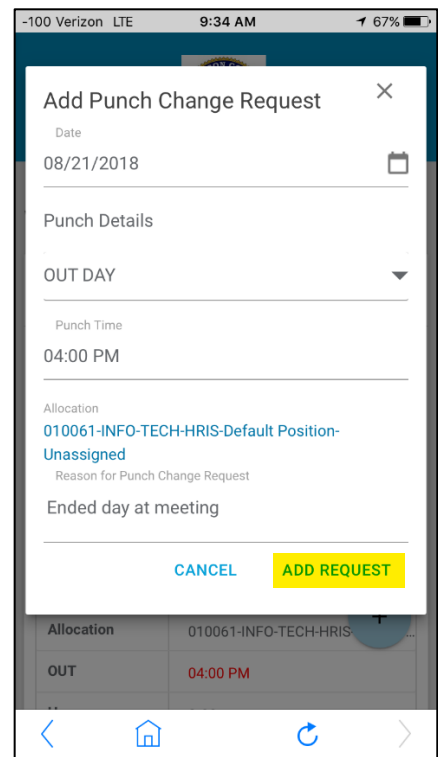 -100 Verizon LTE 9:34 AM 67%
Add Punch Change Request
Date
08/21/2018
Punch Details
OUT DAY
Punch Time
04:00 PM
Allocation
010061-INFO-TECH-HRIS-Default Position-
Unassigned
Reason for Punch Change Request
Ended day at meeting
CANCEL ADD REQUEST
Allocation 010061-INFO-TECH-HRIS
OUT 04:00 PM